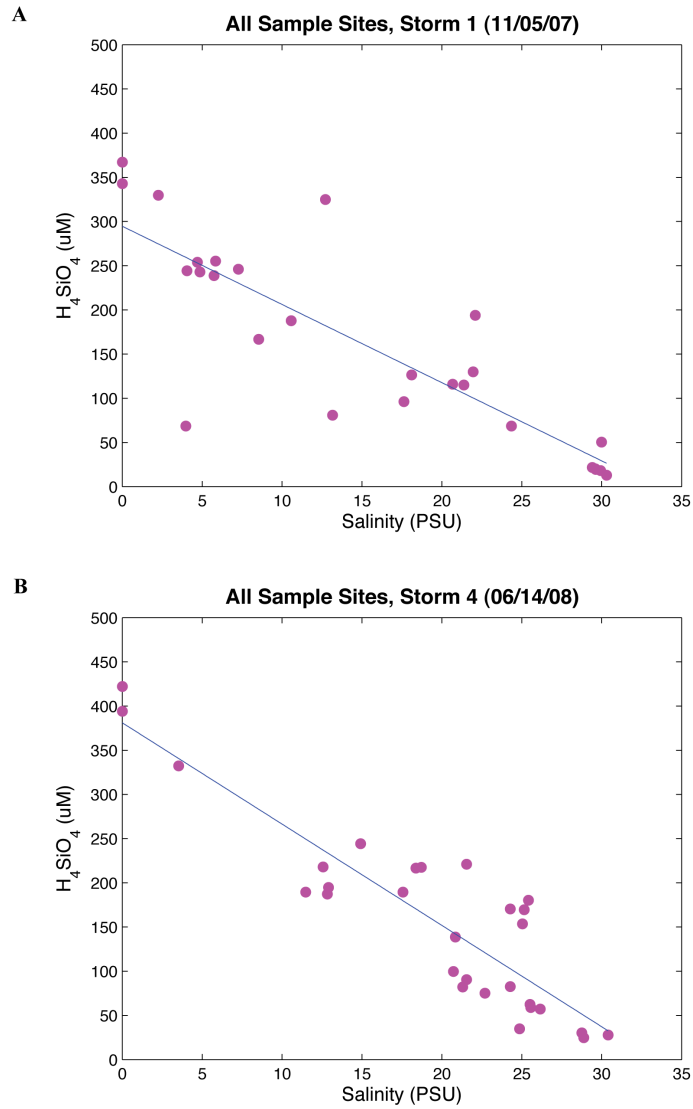 A
All Sample Sites, Storm 1 (11/05/07)
500
450
400
350
300
250
200
150
100
50
0
H4SiO4 (uM)
0 5 10 15 20 25 30 35
Salinity (PSU)
B
All Sample Sites, Storm 4 (06/14/08)
500
450
400
350
300
250
200
150
100
50
0
H4SiO4 (uM)
0 5 10 15 20 25 30 35
Salinity (PSU)